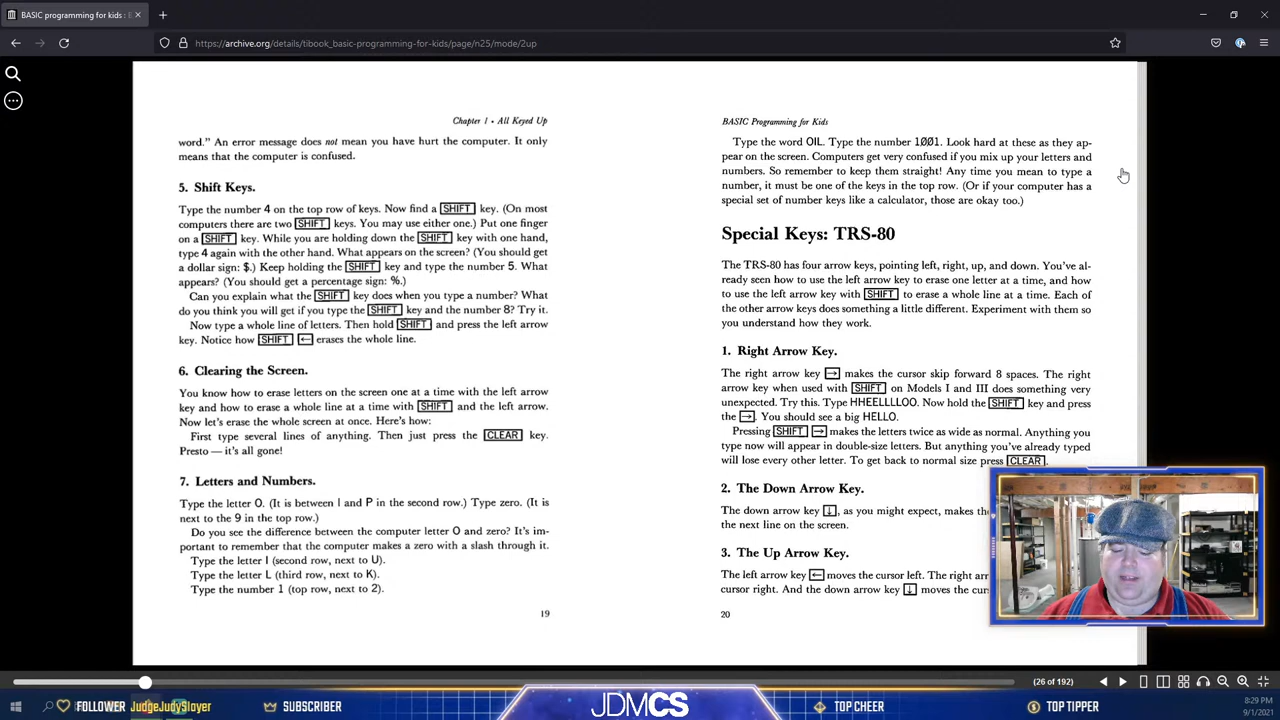 BASIC programming for kids :
https://archive.org/details/tibook_basic-programming-for-kids/page/n25/mode/2up
Chapter 1 • All Keyed Up
word." An error message does not mean you have hurt the computer. It only
means that the computer is confused.
5. Shift Keys.
Type the number 4 on the top row of keys. Now find a SHIFT key. (On most
computers there are two SHIFT keys. You may use either one.) Put one finger
on a SHIFT key. While you are holding down the SHIFT key with one hand,
type 4 again with the other hand. What appears on the screen? (You should get
a dollar sign: $.) Keep holding the SHIFT key and type the number 5. What
appears? (You should get a percentage sign: %.)
Can you explain what the SHIFT key does when you type a number? What
do you think you will get if you type the SHIFT key and the number 8? Try it.
Now type a whole line of letters. Then hold SHIFT and press the left arrow
key. Notice how SHIFT ← erases the whole line.
6. Clearing the Screen.
You know how to erase letters on the screen one at a time with the left arrow
key and how to erase a whole line at a time with SHIFT and the left arrow.
Now let's erase the whole screen at once. Here's how:
First type several lines of anything. Then just press the CLEAR key.
Presto — it's all gone!
7. Letters and Numbers.
Type the letter O. (It is between I and P in the second row.) Type zero. (It is
next to the 9 in the top row.)
Do you see the difference between the computer letter O and zero? It's im-
portant to remember that the computer makes a zero with a slash through it.
Type the letter I (second row, next to U).
Type the letter L (third row, next to K).
Type the number 1 (top row, next to 2).
19
BASIC Programming for Kids
Type the word OIL. Type the number 1001. Look hard at these as they ap-
pear on the screen. Computers get very confused if you mix up your letters and
numbers. So remember to keep them straight! Any time you mean to type a
number, it must be one of the keys in the top row. (Or if your computer has a
special set of number keys like a calculator, those are okay too.)
Special Keys: TRS-80
The TRS-80 has four arrow keys, pointing left, right, up, and down. You've al-
ready seen how to use the left arrow key to erase one letter at a time, and how
to use the left arrow key with SHIFT to erase a whole line at a time. Each of
the other arrow keys does something a little different. Experiment with them so
you understand how they work.
1. Right Arrow Key.
The right arrow key → makes the cursor skip forward 8 spaces. The right
arrow key when used with SHIFT on Models I and III does something very
unexpected. Try this. Type HHEELLLLOO. Now hold the SHIFT key and press
the →. You should see a big HELLO.
Pressing SHIFT → makes the letters twice as wide as normal. Anything you
type now will appear in double-size letters. But anything you've already typed
will lose every other letter. To get back to normal size press CLEAR.
2. The Down Arrow Key.
The down arrow key ↓, as you might expect, makes the
the next line on the screen.
3. The Up Arrow Key.
The left arrow key ← moves the cursor left. The right arr
cursor right. And the down arrow key ↓ moves the curs
20
(26 of 192)
FOLLOWER JudgeJudySlayer
SUBSCRIBER
JDMCS
TOP CHEER
TOP TIPPER
8:29 PM
9/1/2021